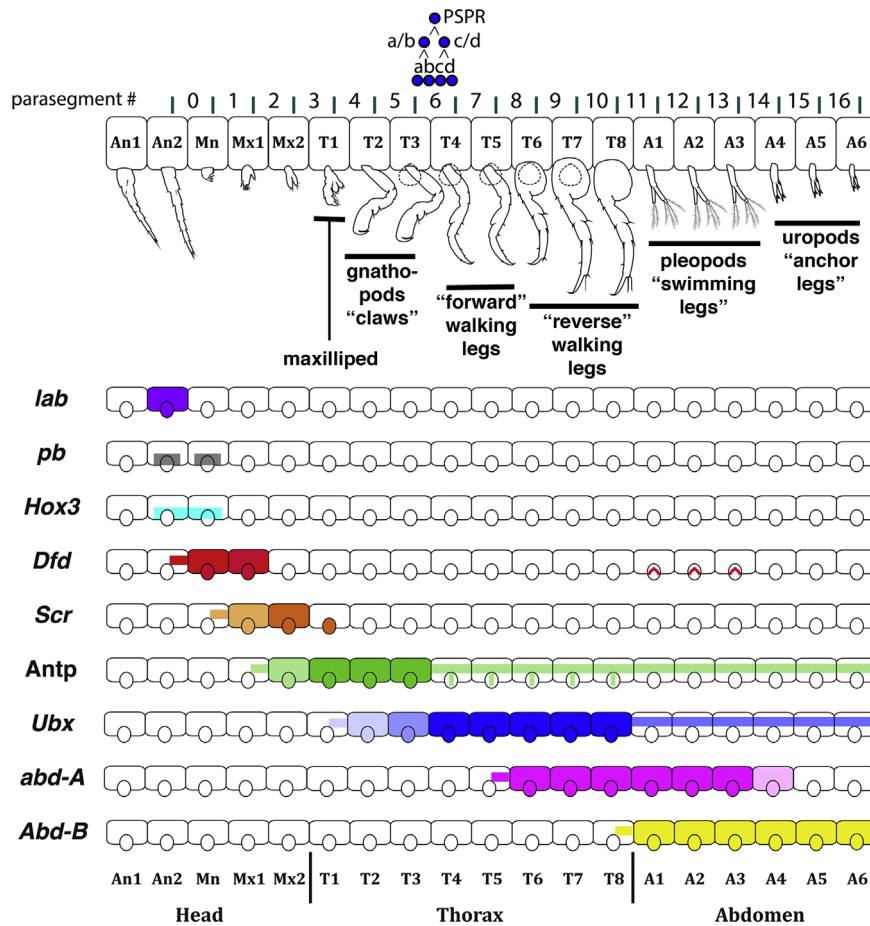 PSPR
a/b c/d
abcd
parasegment # 0 1 2 3 4 5 6 7 8 9 10 11 12 13 14 15 16
An1 An2 Mn Mx1 Mx2 T1 T2 T3 T4 T5 T6 T7 T8 A1 A2 A3 A4 A5 A6
maxilliped
gnatho-
pods
“claws”
“forward”
walking
legs
“reverse”
walking
legs
pleopods
“swimming
legs”
uropods
“anchor
legs”
lab
pb
Hox3
Dfd
Scr
Antp
Ubx
abd-A
Abd-B
An1 An2 Mn Mx1 Mx2 T1 T2 T3 T4 T5 T6 T7 T8 A1 A2 A3 A4 A5 A6
Head Thorax Abdomen